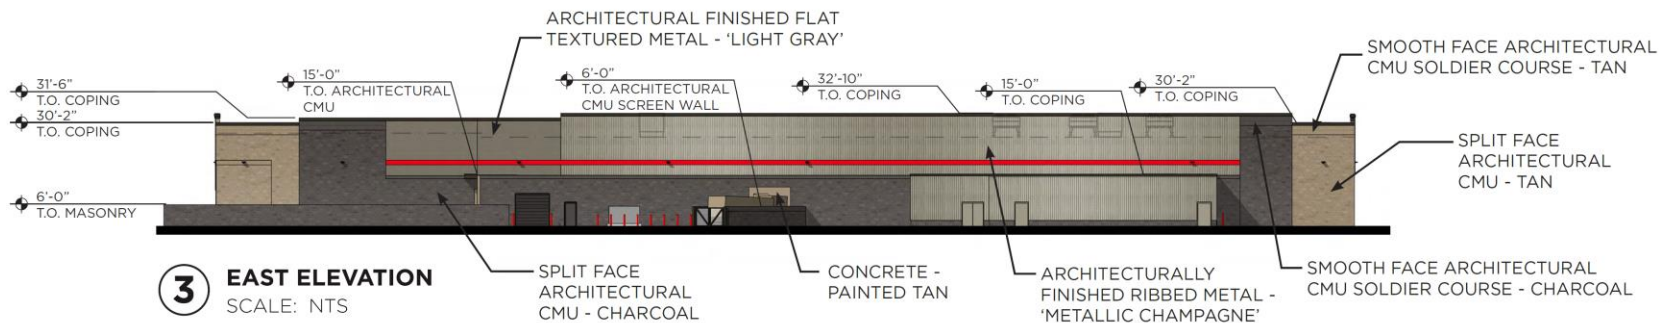 ARCHITECTURAL FINISHED FLAT
TEXTURED METAL - ‘LIGHT GRAY’
SMOOTH FACE ARCHITECTURAL
CMU SOLDIER COURSE - TAN
31'-6"
T.O. COPING
30'-2"
T.O. COPING
15'-0"
T.O. ARCHITECTURAL
CMU
6'-0"
T.O. ARCHITECTURAL
CMU SCREEN WALL
32'-10"
T.O. COPING
15'-0"
T.O. COPING
30'-2"
T.O. COPING
SPLIT FACE
ARCHITECTURAL
CMU - TAN
6'-0"
T.O. MASONRY
3
EAST ELEVATION
SCALE: NTS
SPLIT FACE
ARCHITECTURAL
CMU - CHARCOAL
CONCRETE -
PAINTED TAN
ARCHITECTURALLY
FINISHED RIBBED METAL -
‘METALLIC CHAMPAGNE’
SMOOTH FACE ARCHITECTURAL
CMU SOLDIER COURSE - CHARCOAL